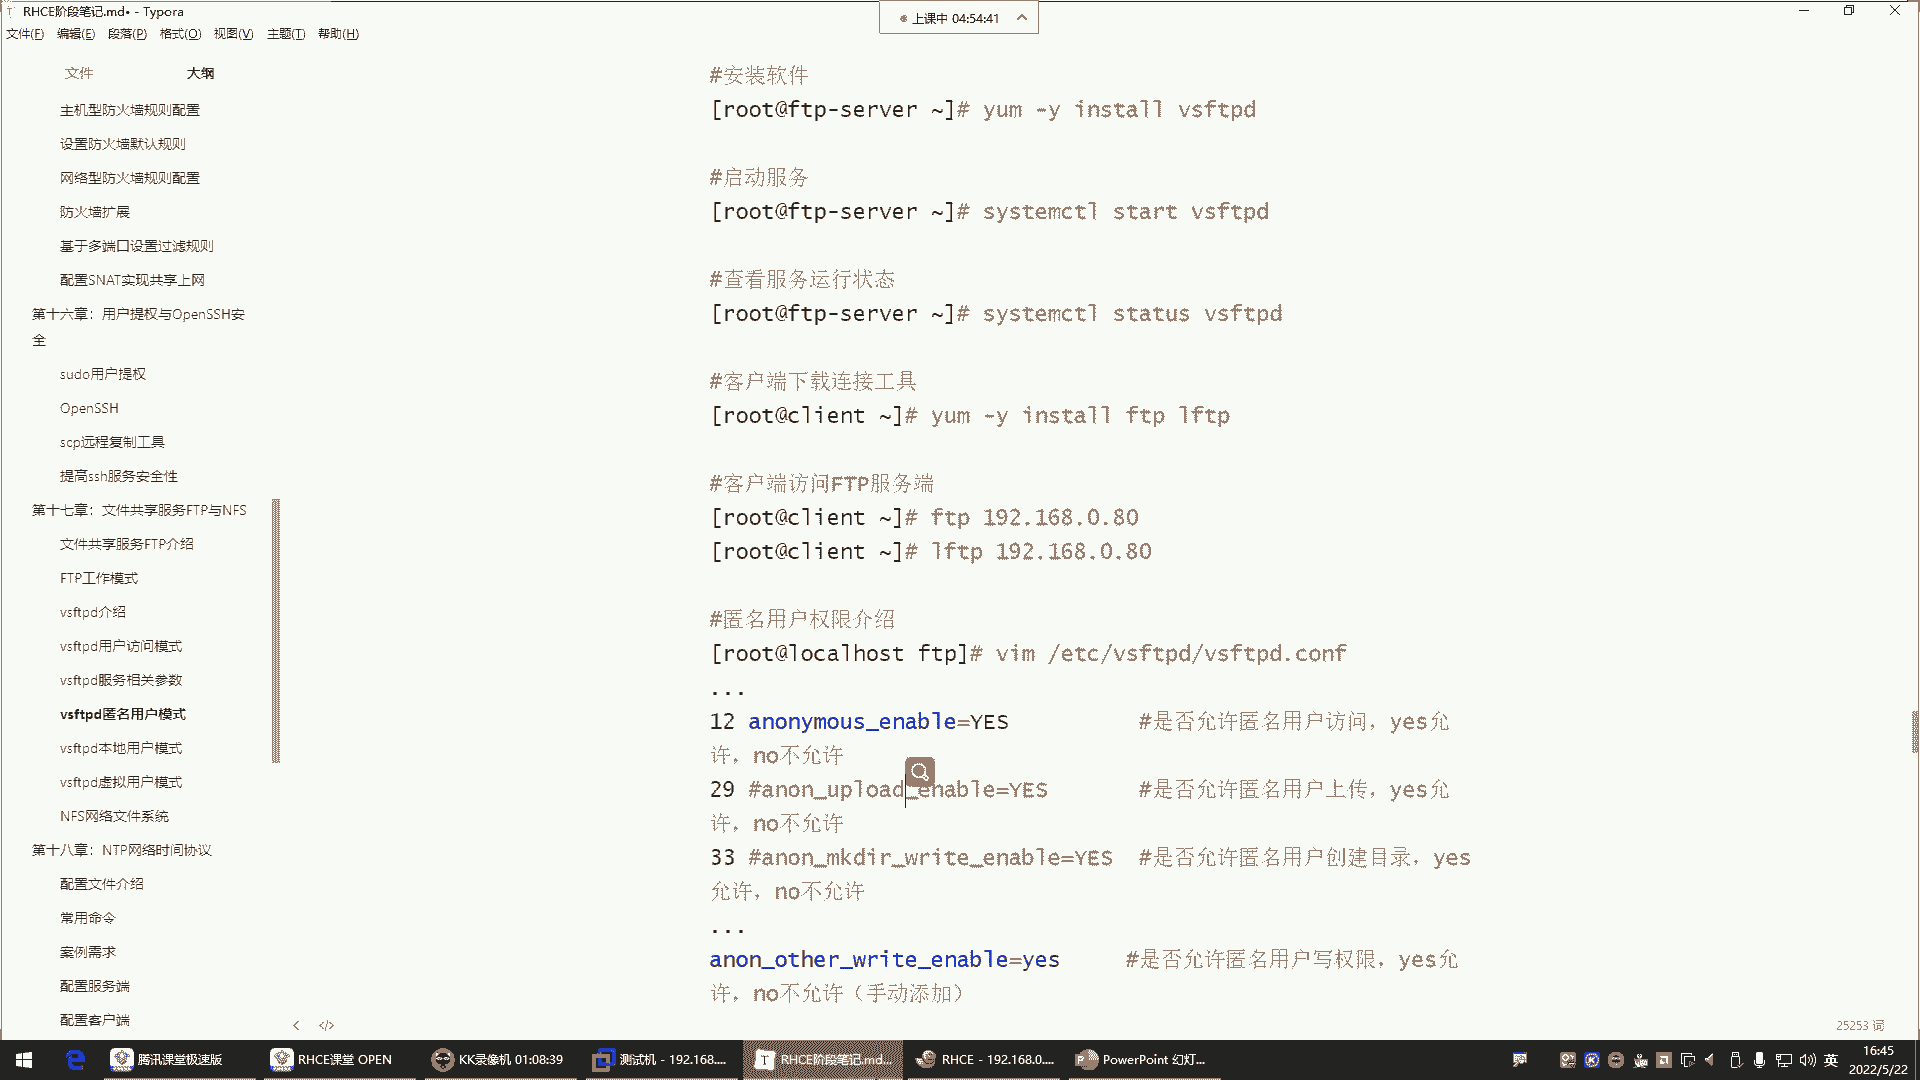 RHCE阶段笔记.md• - Typora
上课中 04:54:41
文件(F) 编辑(E) 段落(P) 格式(O) 视图(V) 主题(T) 帮助(H)
文件 大纲
主机型防火墙规则配置
设置防火墙默认规则
网络型防火墙规则配置
防火墙扩展
基于多端口设置过滤规则
配置SNAT实现共享上网
第十六章：用户提权与OpenSSH安
全
sudo用户提权
OpenSSH
scp远程复制工具
提高ssh服务安全性
第十七章：文件共享服务FTP与NFS
文件共享服务FTP介绍
FTP工作模式
vsftpd介绍
vsftpd用户访问模式
vsftpd服务相关参数
vsftpd匿名用户模式
vsftpd本地用户模式
vsftpd虚拟用户模式
NFS网络文件系统
第十八章：NTP网络时间协议
配置文件介绍
常用命令
案例需求
配置服务端
配置客户端
#安装软件
[root@ftp-server ~]# yum -y install vsftpd
#启动服务
[root@ftp-server ~]# systemctl start vsftpd
#查看服务运行状态
[root@ftp-server ~]# systemctl status vsftpd
#客户端下载连接工具
[root@client ~]# yum -y install ftp lftp
#客户端访问FTP服务端
[root@client ~]# ftp 192.168.0.80
[root@client ~]# lftp 192.168.0.80
#匿名用户权限介绍
[root@localhost ftp]# vim /etc/vsftpd/vsftpd.conf
...
12 anonymous_enable=YES #是否允许匿名用户访问，yes允
许，no不允许
29 #anon_upload_enable=YES #是否允许匿名用户上传，yes允
许，no不允许
33 #anon_mkdir_write_enable=YES #是否允许匿名用户创建目录，yes
允许，no不允许
...
anon_other_write_enable=yes #是否允许匿名用户写权限，yes允
许，no不允许（手动添加）
25253 词
腾讯课堂极速版
RHCE课堂 OPEN
KK录像机 01:08:39
测试机 - 192.168....
RHCE阶段笔记.md...
RHCE - 192.168.0....
PowerPoint 幻灯...
英
16:45
2022/5/22